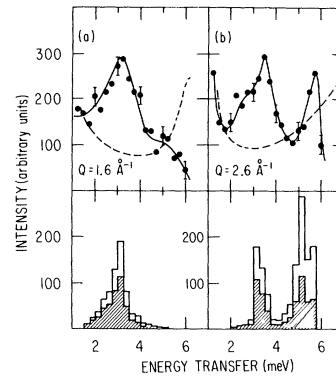 (a)
(b)
300
200
100
Q=1.6 Å⁻¹
Q=2.6 Å⁻¹
INTENSITY (arbitrary units)
200
100
2 4 6 2 4 6
ENERGY TRANSFER (meV)